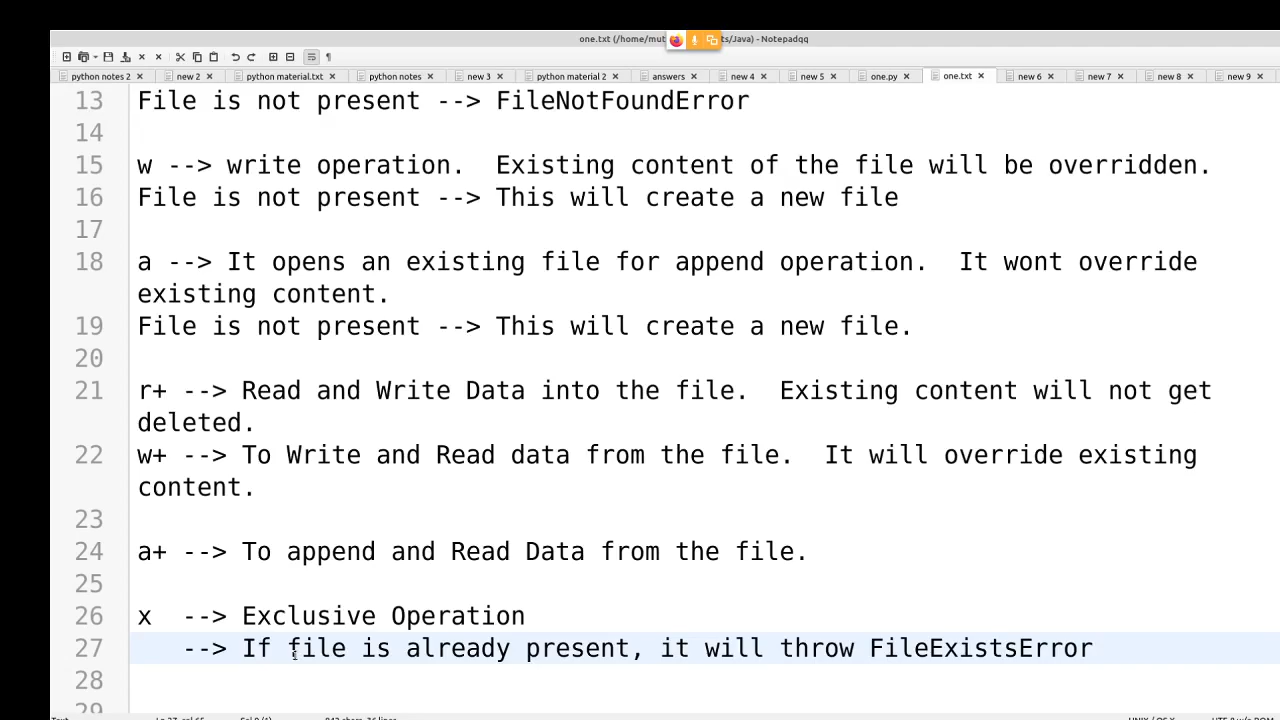 one.txt (/home/mut ts/Java) - Notepadqq
python notes 2 new 2 python material.txt python notes new 3 python material 2 answers new 4 new 5 one.py one.txt new 6 new 7 new 8 new 9
13 File is not present --> FileNotFoundError
14
15 w --> write operation.  Existing content of the file will be overridden.
16 File is not present --> This will create a new file
17
18 a --> It opens an existing file for append operation.  It wont override
existing content.
19 File is not present --> This will create a new file.
20
21 r+ --> Read and Write Data into the file.  Existing content will not get
deleted.
22 w+ --> To Write and Read data from the file.  It will override existing
content.
23
24 a+ --> To append and Read Data from the file.
25
26 x  --> Exclusive Operation
27    --> If file is already present, it will throw FileExistsError
28
29